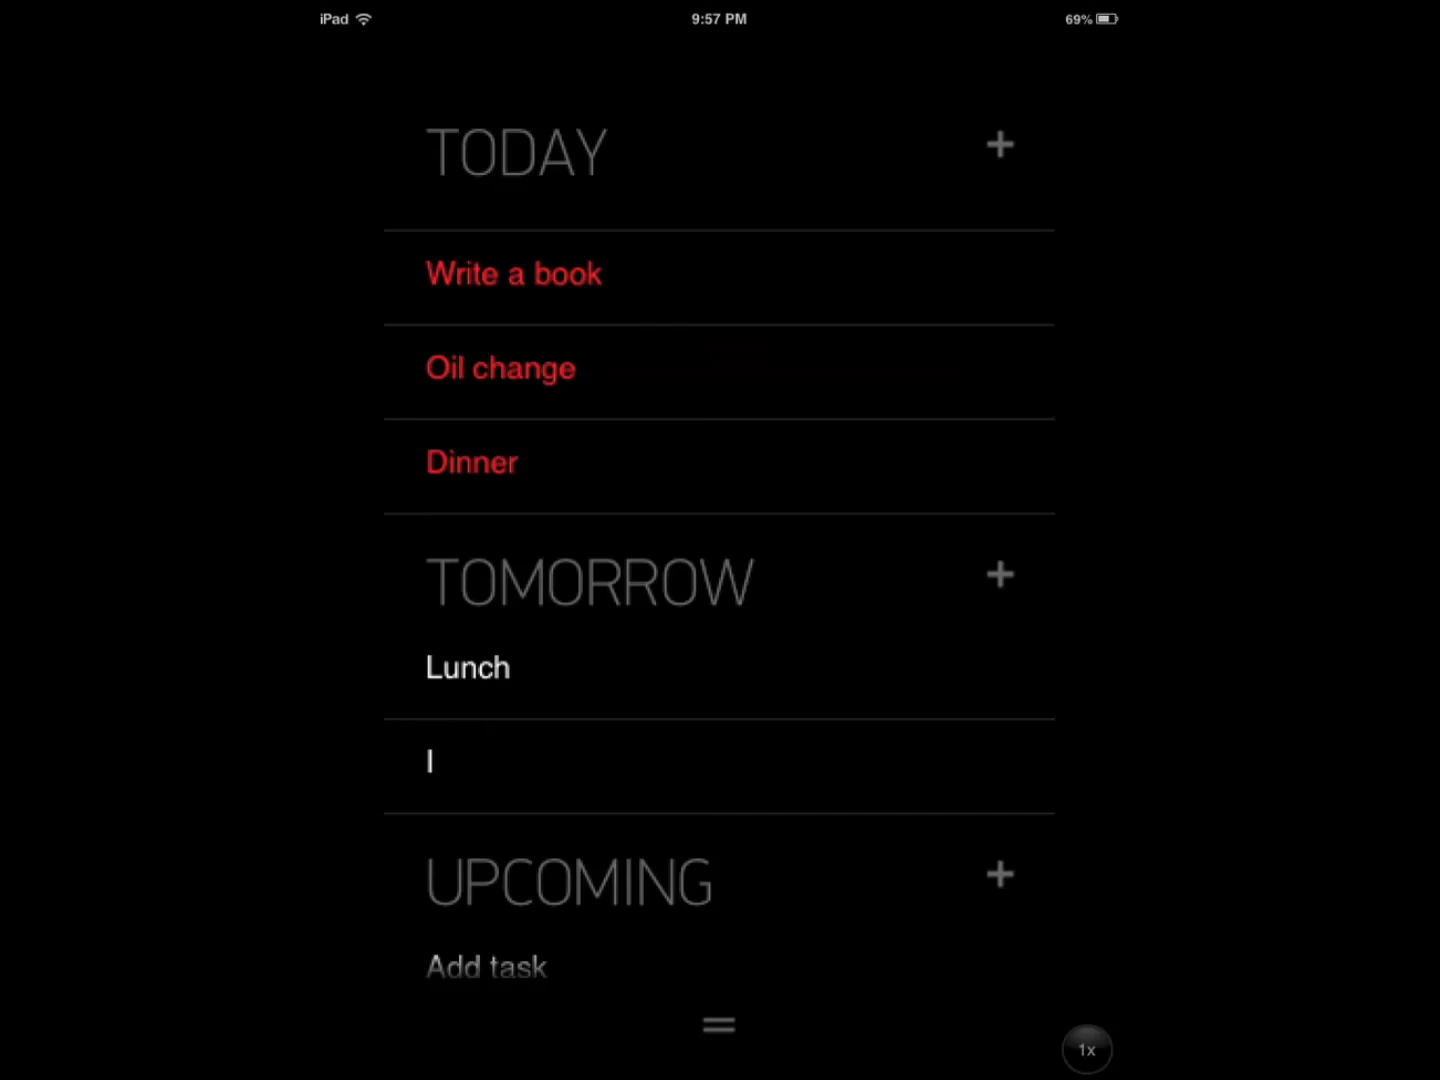 iPad 9:57 PM 69%
TODAY +
Write a book
Oil change
Dinner
TOMORROW +
Lunch
I
UPCOMING +
Add task
1x